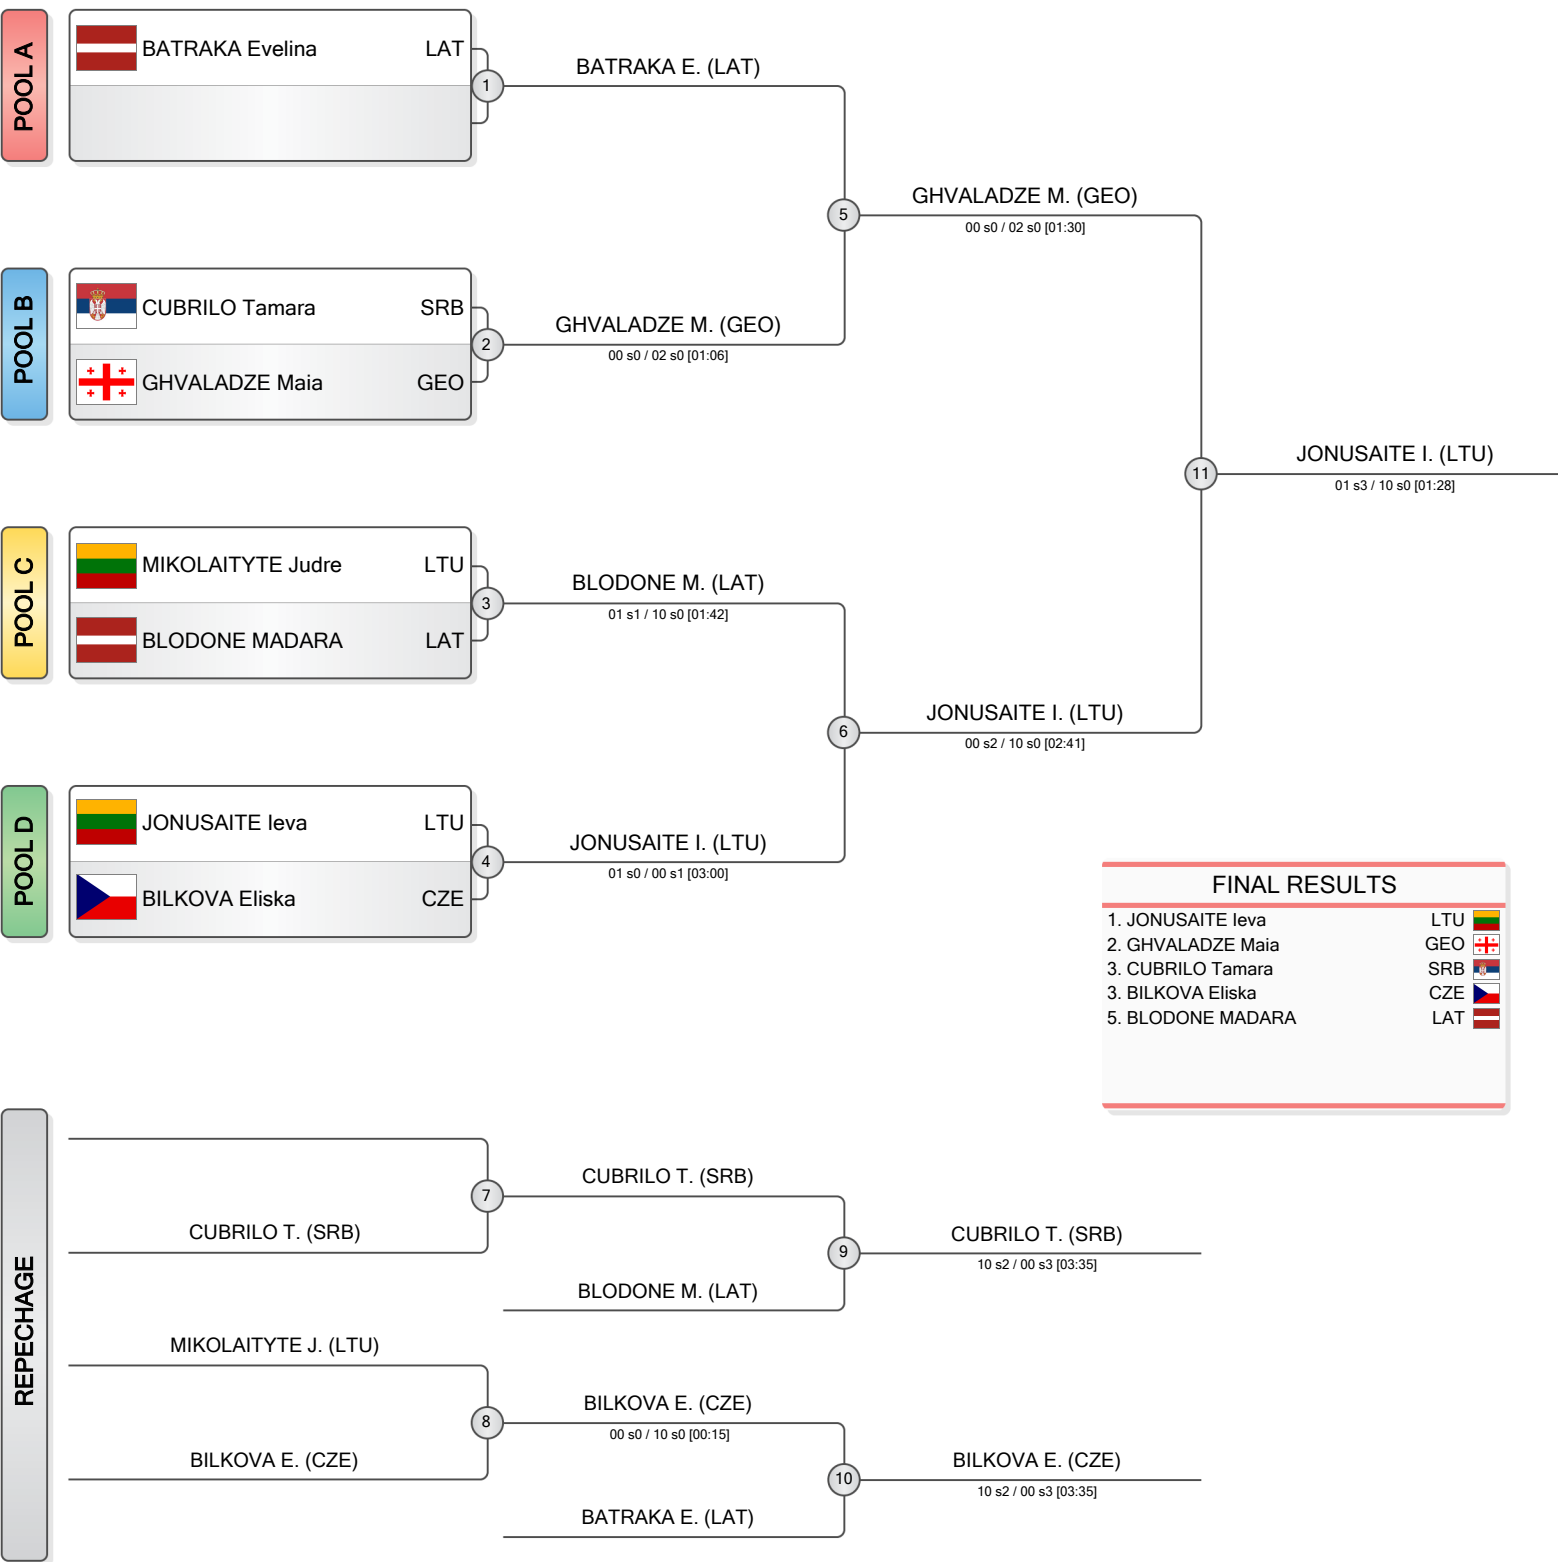 POOL A
BATRAKA Evelina LAT
1
BATRAKA E. (LAT)
5
GHVALADZE M. (GEO)
00 s0 / 02 s0 [01:30]
POOL B
CUBRILO Tamara SRB
GHVALADZE Maia GEO
2
GHVALADZE M. (GEO)
00 s0 / 02 s0 [01:06]
11
JONUSAITE I. (LTU)
01 s3 / 10 s0 [01:28]
POOL C
MIKOLAITYTE Judre LTU
BLODONE MADARA LAT
3
BLODONE M. (LAT)
01 s1 / 10 s0 [01:42]
6
JONUSAITE I. (LTU)
00 s2 / 10 s0 [02:41]
POOL D
JONUSAITE Ieva LTU
BILKOVA Eliska CZE
4
JONUSAITE I. (LTU)
01 s0 / 00 s1 [03:00]
FINAL RESULTS
1. JONUSAITE Ieva LTU
2. GHVALADZE Maia GEO
3. CUBRILO Tamara SRB
3. BILKOVA Eliska CZE
5. BLODONE MADARA LAT
REPECHAGE
7
CUBRILO T. (SRB)
CUBRILO T. (SRB)
9
CUBRILO T. (SRB)
10 s2 / 00 s3 [03:35]
BLODONE M. (LAT)
MIKOLAITYTE J. (LTU)
8
BILKOVA E. (CZE)
00 s0 / 10 s0 [00:15]
BILKOVA E. (CZE)
10
BILKOVA E. (CZE)
10 s2 / 00 s3 [03:35]
BATRAKA E. (LAT)